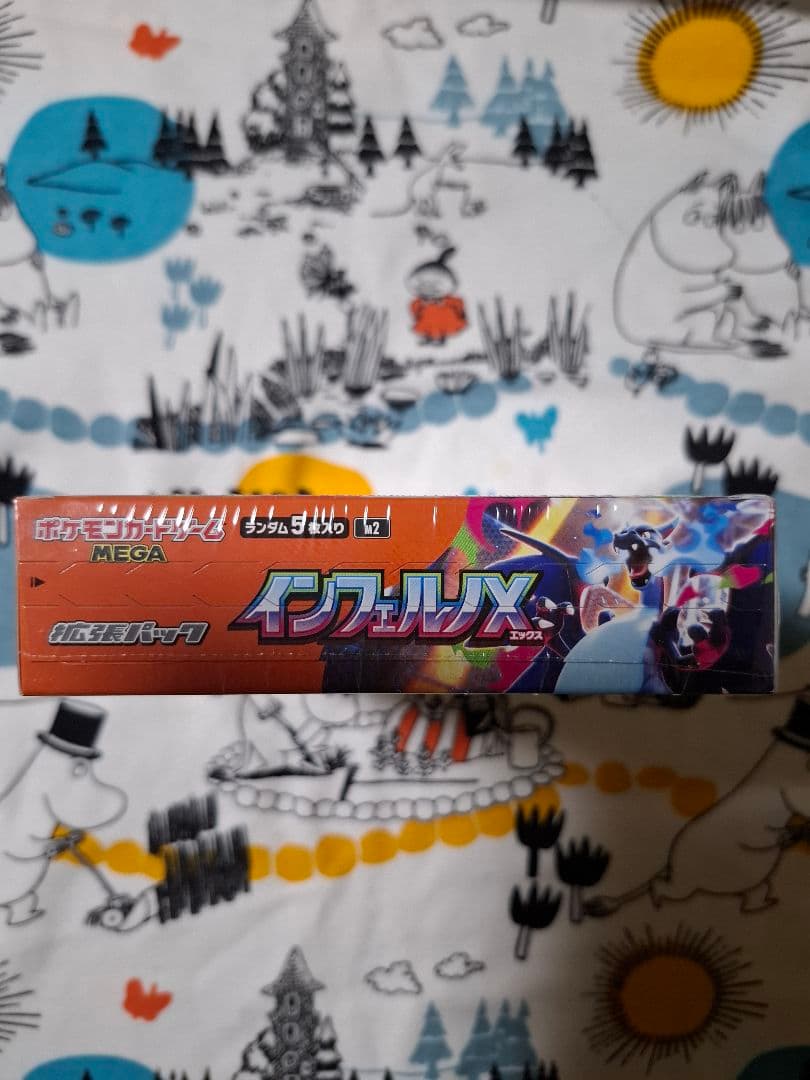 ポケモンカードゲーム
MEGA
ランダム5枚入り
M2
インフェルノX
エックス
拡張パック